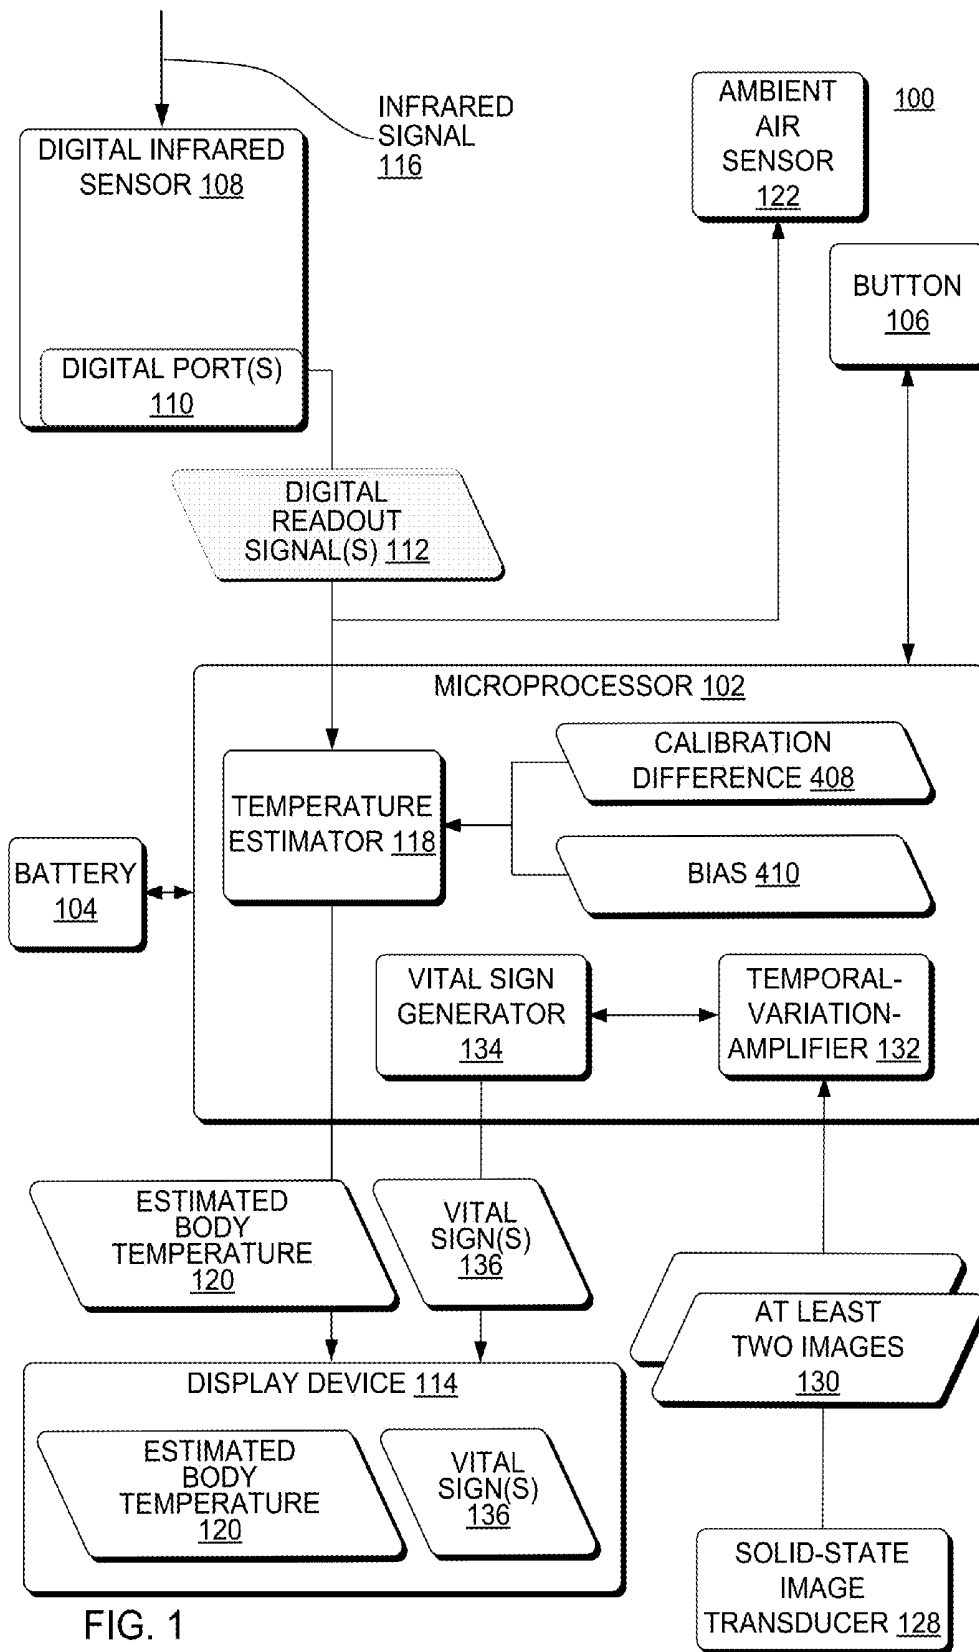 INFRARED
SIGNAL
116
AMBIENT
AIR
SENSOR
122
100
DIGITAL INFRARED
SENSOR 108
BUTTON
106
DIGITAL PORT(S)
110
DIGITAL
READOUT
SIGNAL(S) 112
MICROPROCESSOR 102
CALIBRATION
DIFFERENCE 408
TEMPERATURE
ESTIMATOR 118
BIAS 410
BATTERY
104
VITAL SIGN
GENERATOR
134
TEMPORAL-
VARIATION-
AMPLIFIER 132
ESTIMATED
BODY
TEMPERATURE
120
VITAL
SIGN(S)
136
AT LEAST
TWO IMAGES
130
DISPLAY DEVICE 114
ESTIMATED
BODY
TEMPERATURE
120
VITAL
SIGN(S)
136
SOLID-STATE
IMAGE
TRANSDUCER 128
FIG. 1